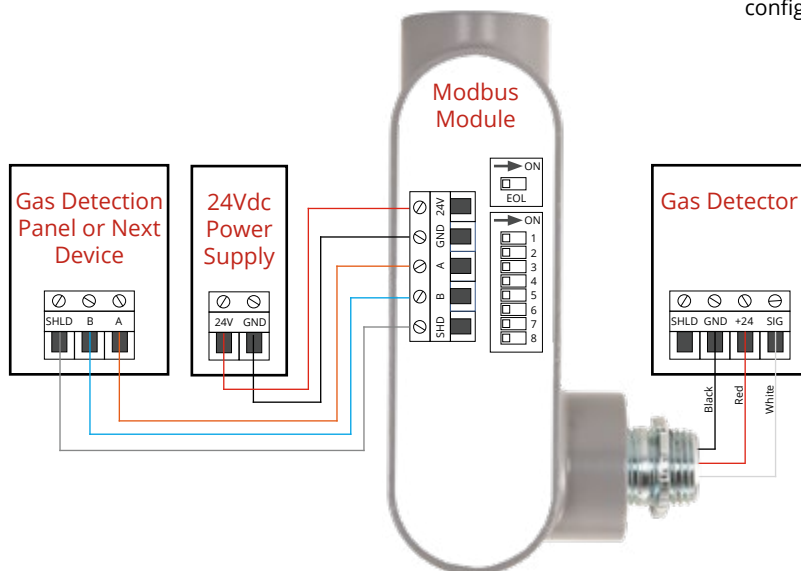 config
Modbus
Module
ON
EOL
ON
1
2
3
4
5
6
7
8
24V
GND
A
B
SHD
Gas Detection
Panel or Next
Device
SHLD B A
24Vdc
Power
Supply
24V GND
Gas Detector
SHLD GND +24 SIG
Black
Red
White